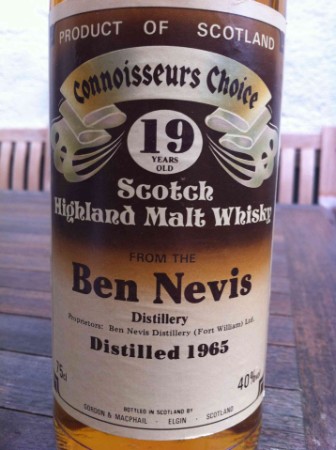 PRODUCT OF SCOTLAND
Connoisseurs Choice
19
YEARS
OLD
Scotch
Highland Malt Whisky
FROM THE
Ben Nevis
Distillery
Proprietors: Ben Nevis Distillery (Fort William) Ltd.
Distilled 1965
75cl
40%
BOTTLED IN SCOTLAND BY
GORDON & MACPHAIL - ELGIN - SCOTLAND